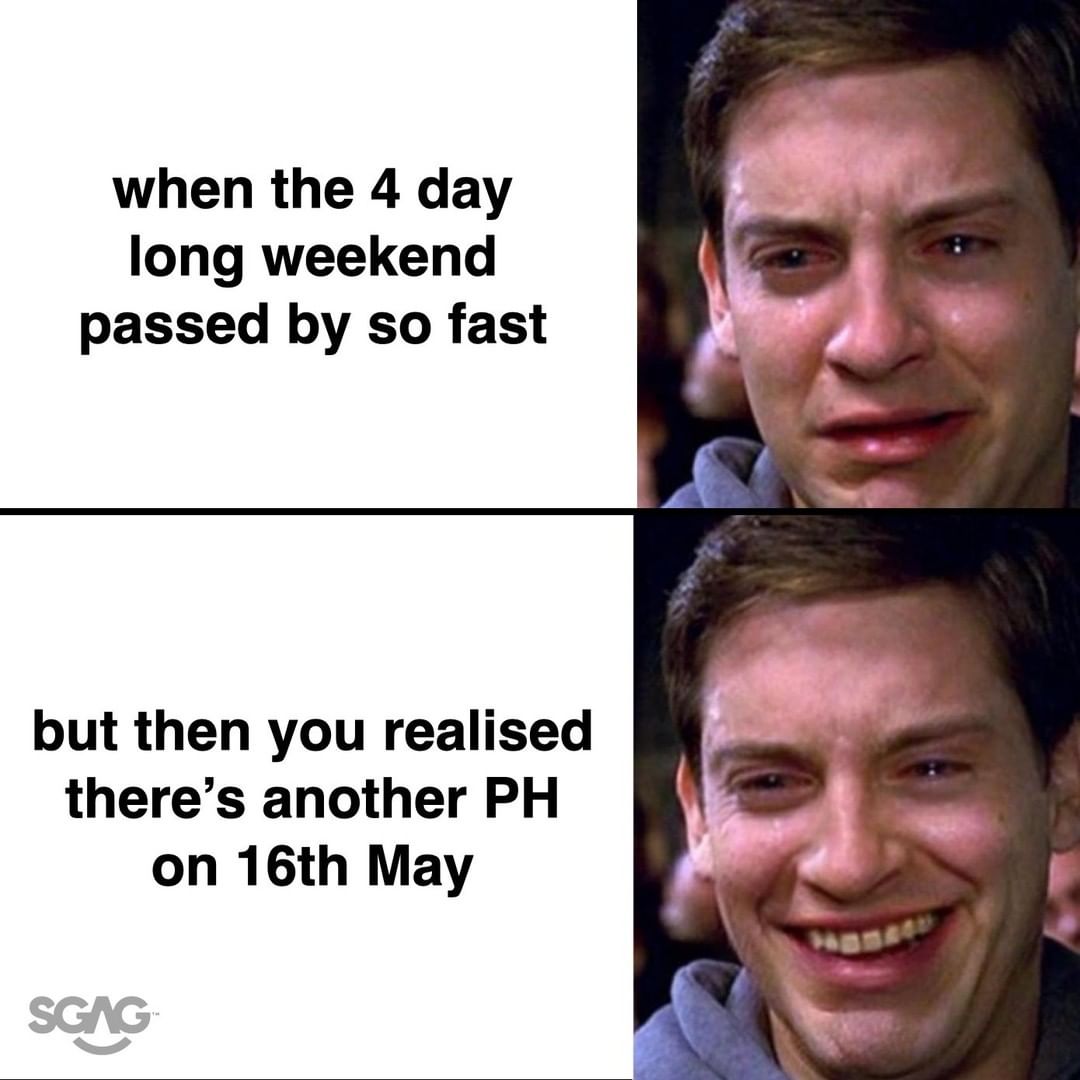 when the 4 day
long weekend
passed by so fast
but then you realised
there’s another PH
on 16th May
SGAG™